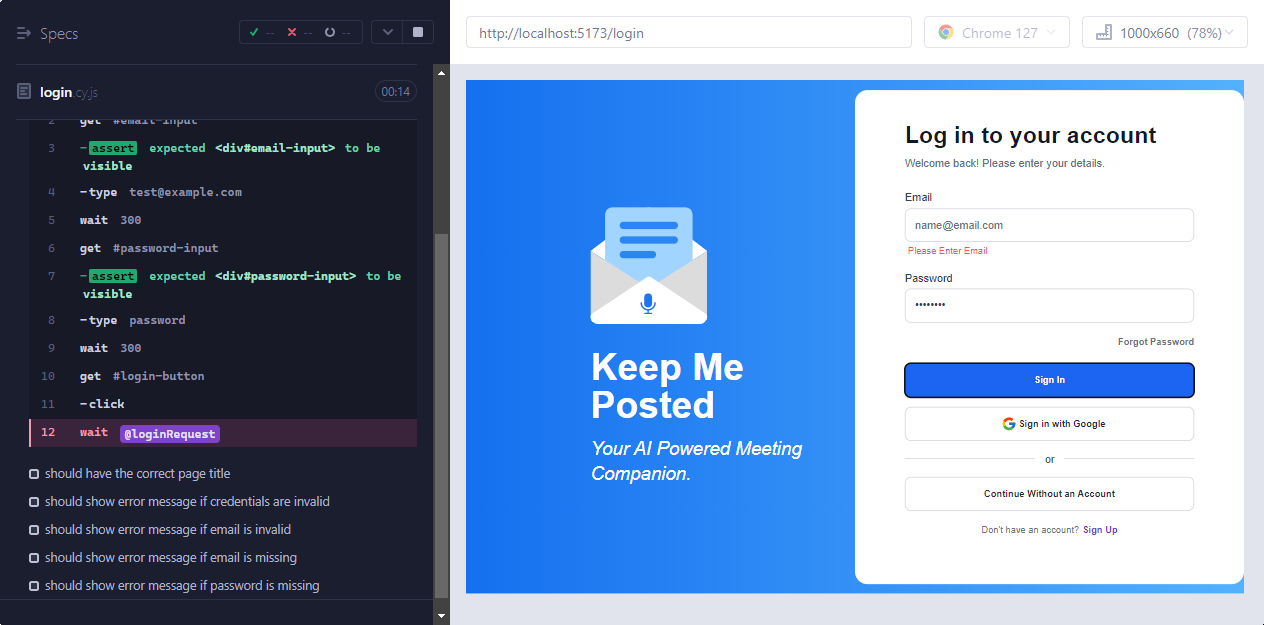 Specs
-- -- --
login.cy.js 00:14
2 get #email-input
3 -assert expected <div#email-input> to be
visible
4 -type test@example.com
5 wait 300
6 get #password-input
7 -assert expected <div#password-input> to be
visible
8 -type password
9 wait 300
10 get #login-button
11 -click
12 wait @loginRequest
should have the correct page title
should show error message if credentials are invalid
should show error message if email is invalid
should show error message if email is missing
should show error message if password is missing
http://localhost:5173/login
Chrome 127
1000x660 (78%)
Keep Me
Posted
Your AI Powered Meeting
Companion.
Log in to your account
Welcome back! Please enter your details.
Email
name@email.com
Please Enter Email
Password
••••••••
Forgot Password
Sign In
Sign in with Google
or
Continue Without an Account
Don't have an account? Sign Up